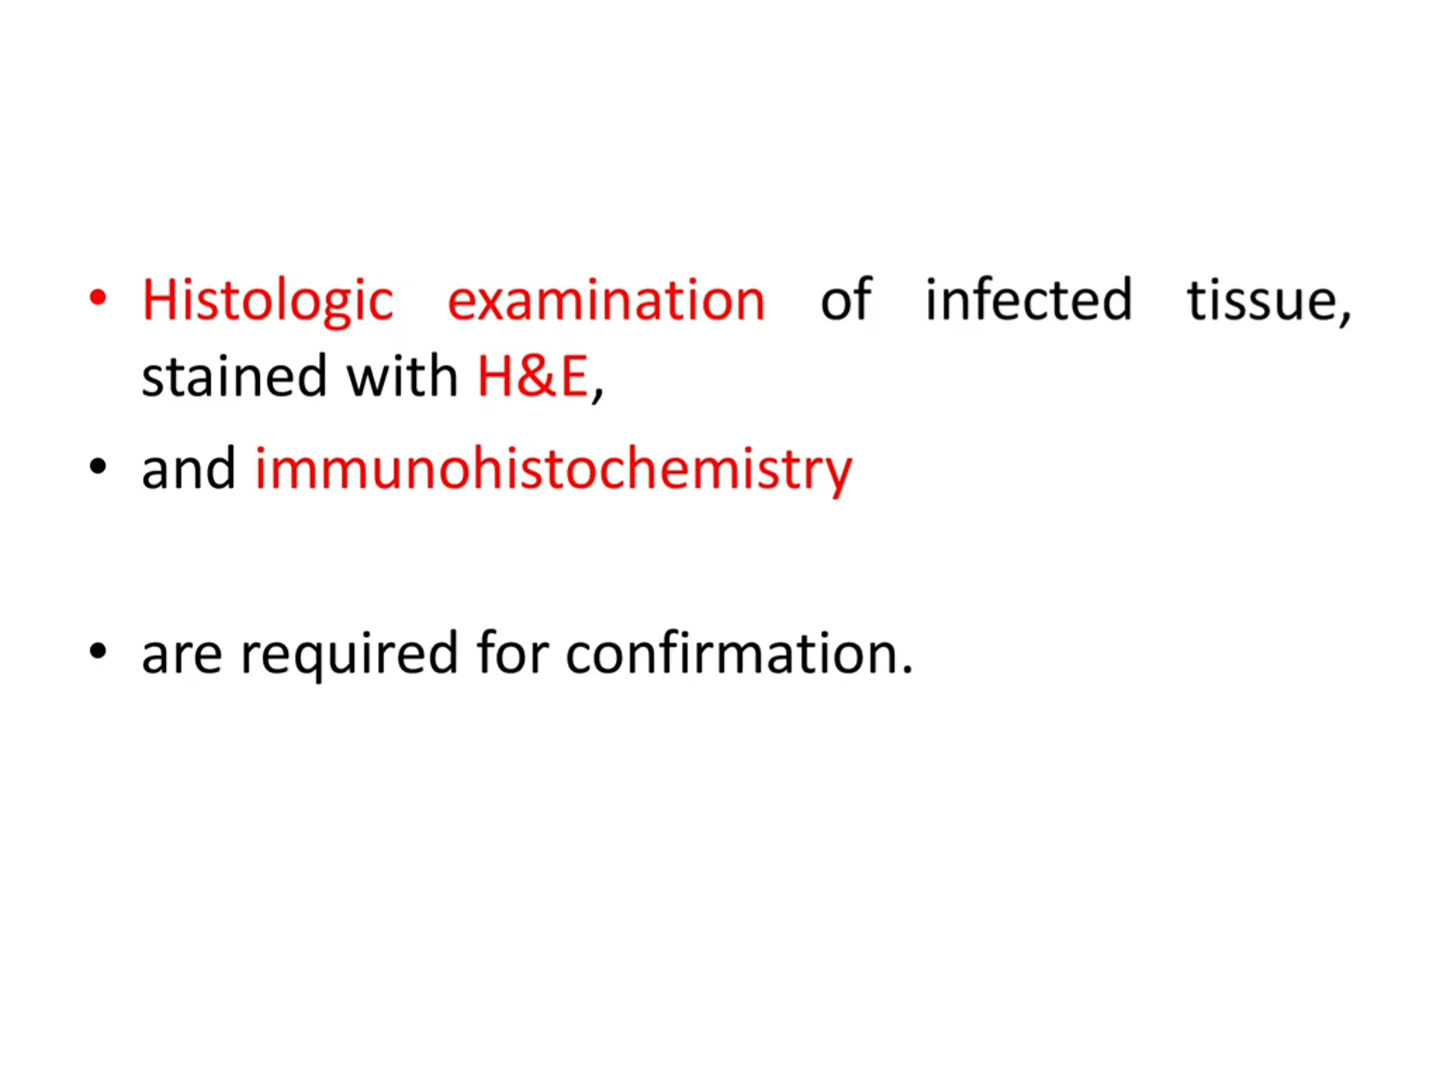 • Histologic examination of infected tissue,
stained with H&E,
• and immunohistochemistry
• are required for confirmation.